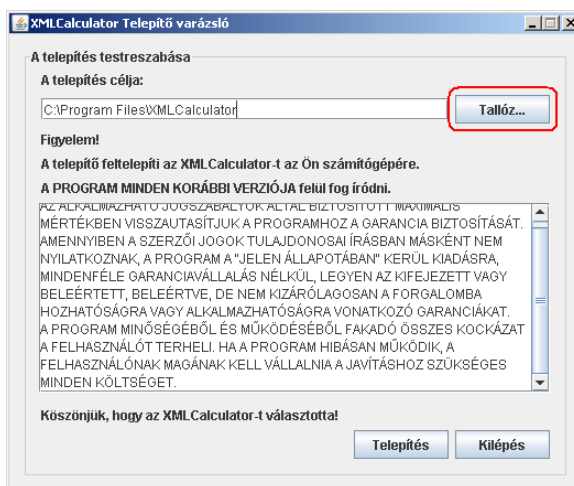 XMLCalculator Telepítő varázsló
A telepítés testreszabása
A telepítés célja:
C:\Program Files\XMLCalculator
Tallóz...
Figyelem!
A telepítő feltelepíti az XMLCalculator-t az Ön számítógépére.
A PROGRAM MINDEN KORÁBBI VERZIÓJA felül fog íródni.
AZ ALKALMAZHATÓ JOGSZABÁLYOK ÁLTAL BIZTOSÍTOTT MAXIMÁLIS
MÉRTÉKBEN VISSZAUTASÍTJUK A PROGRAMHOZ A GARANCIA BIZTOSÍTÁSÁT.
AMENNYIBEN A SZERZŐI JOGOK TULAJDONOSAI ÍRÁSBAN MÁSKÉNT NEM
NYILATKOZNAK, A PROGRAM A "JELEN ÁLLAPOTÁBAN" KERÜL KIADÁSRA,
MINDENFÉLE GARANCIAVÁLLALÁS NÉLKÜL, LEGYEN AZ KIFEJEZETT VAGY
BELEÉRTETT, BELEÉRTVE, DE NEM KIZÁRÓLAGOSAN A FORGALOMBA
HOZHATÓSÁGRA VAGY ALKALMAZHATÓSÁGRA VONATKOZÓ GARANCIÁKAT.
A PROGRAM MINŐSÉGÉBŐL ÉS MŰKÖDÉSÉBŐL FAKADÓ ÖSSZES KOCKÁZAT
A FELHASZNÁLÓT TERHELI. HA A PROGRAM HIBÁSAN MŰKÖDIK, A
FELHASZNÁLÓNAK MAGÁNAK KELL VÁLLALNIA A JAVÍTÁSHOZ SZÜKSÉGES
MINDEN KÖLTSÉGET.
Köszönjük, hogy az XMLCalculator-t választotta!
Telepítés
Kilépés